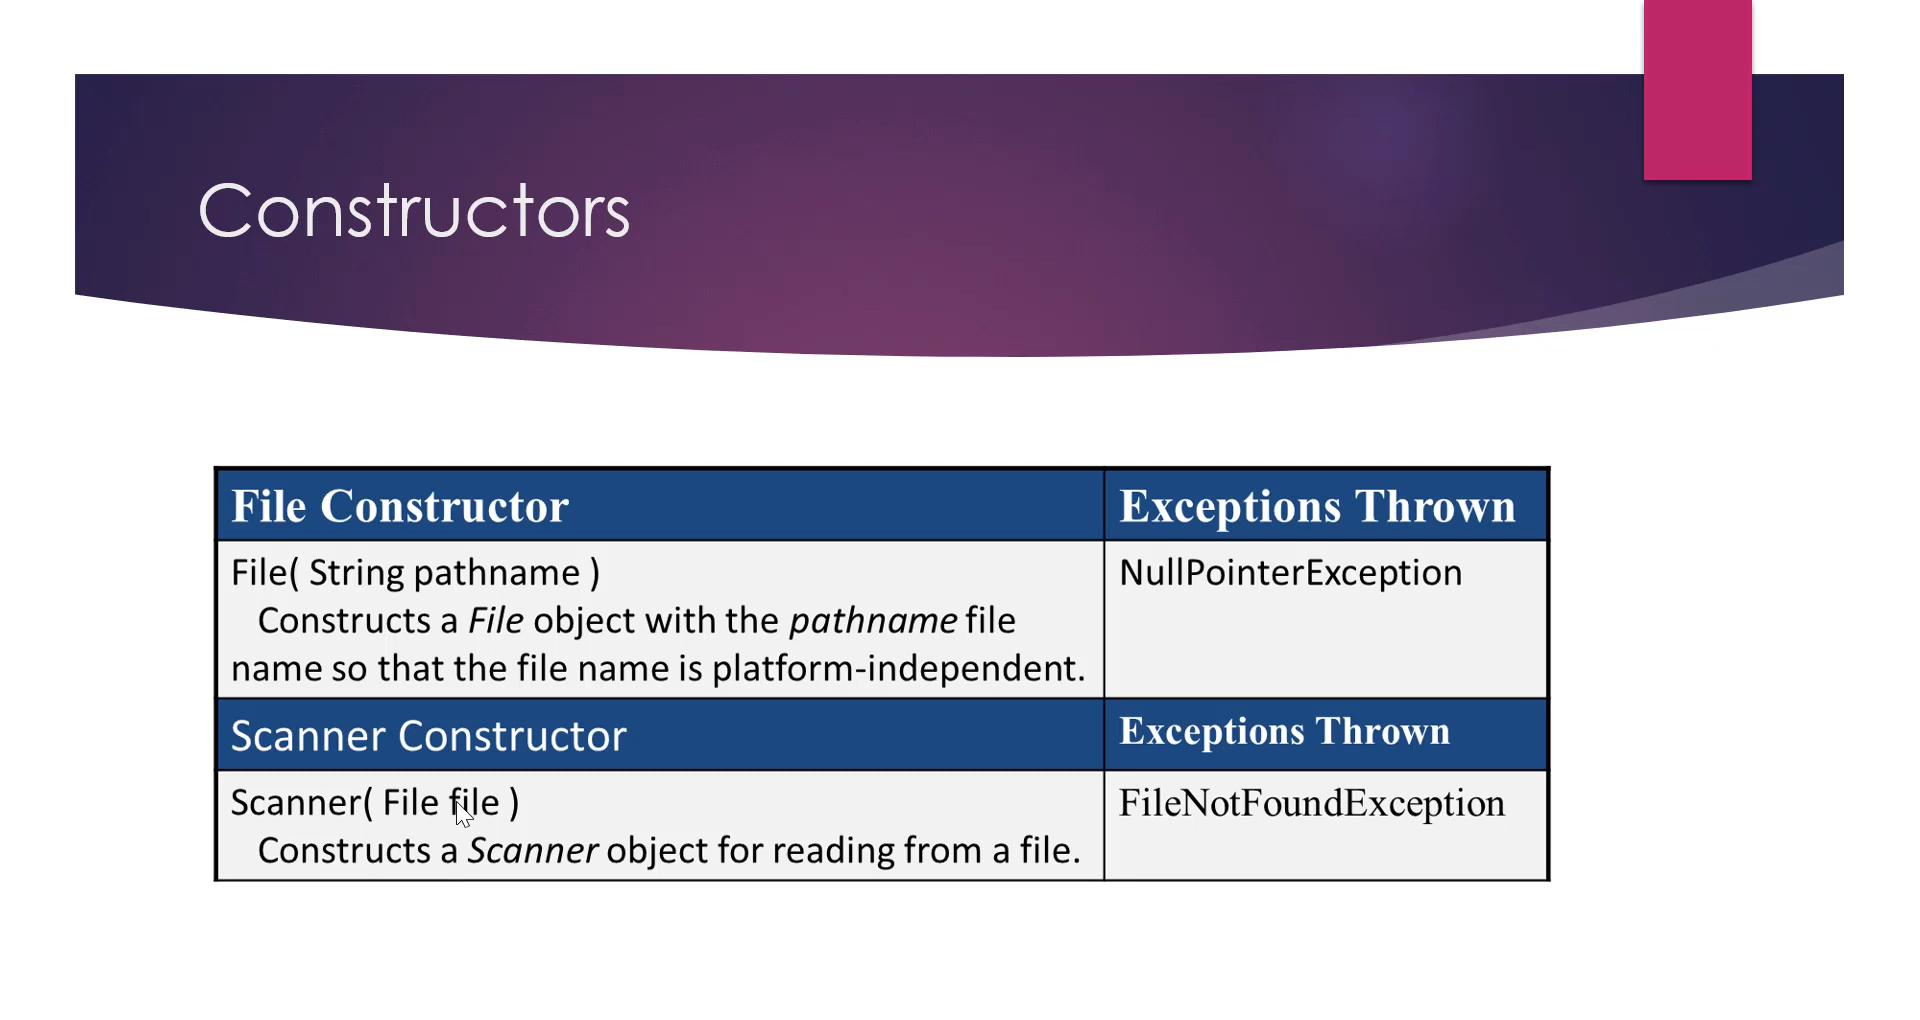 Constructors
File Constructor
Exceptions Thrown
File( String pathname )
NullPointerException
Constructs a File object with the pathname file
name so that the file name is platform-independent.
Scanner Constructor
Exceptions Thrown
Scanner( File file )
FileNotFoundException
Constructs a Scanner object for reading from a file.